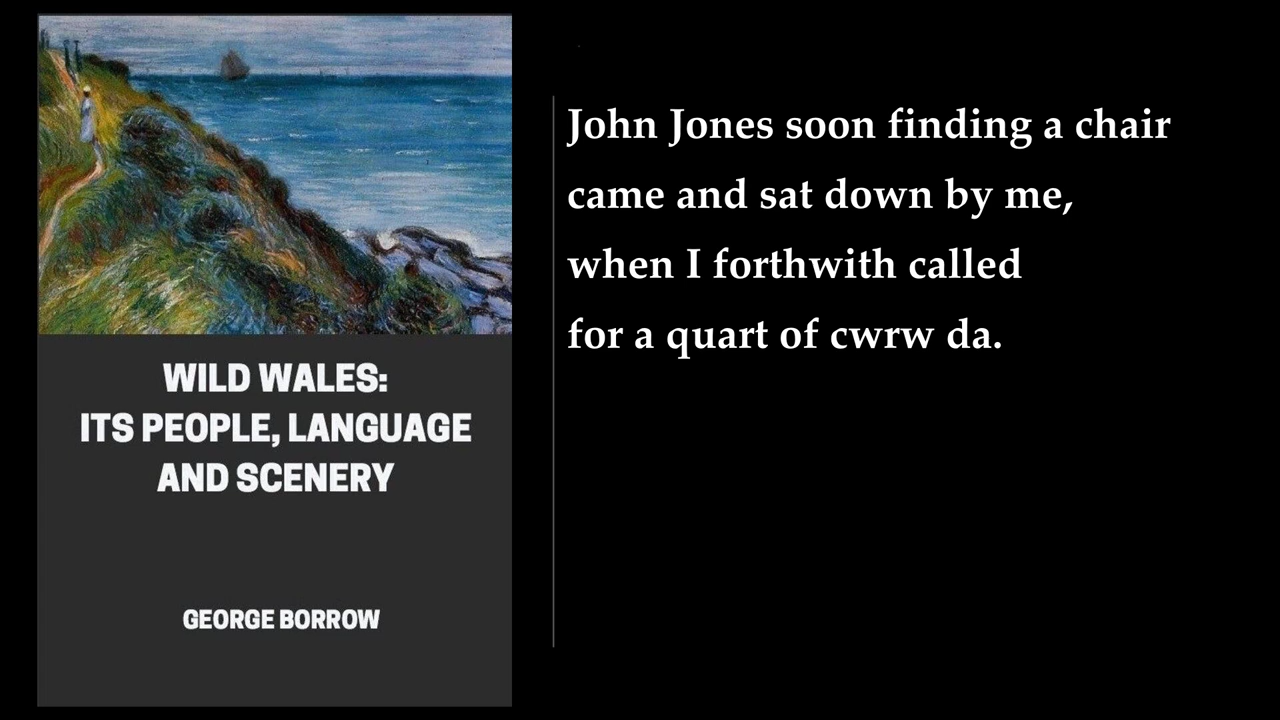 WILD WALES:
ITS PEOPLE, LANGUAGE
AND SCENERY
GEORGE BORROW
John Jones soon finding a chair
came and sat down by me,
when I forthwith called
for a quart of cwrw da.